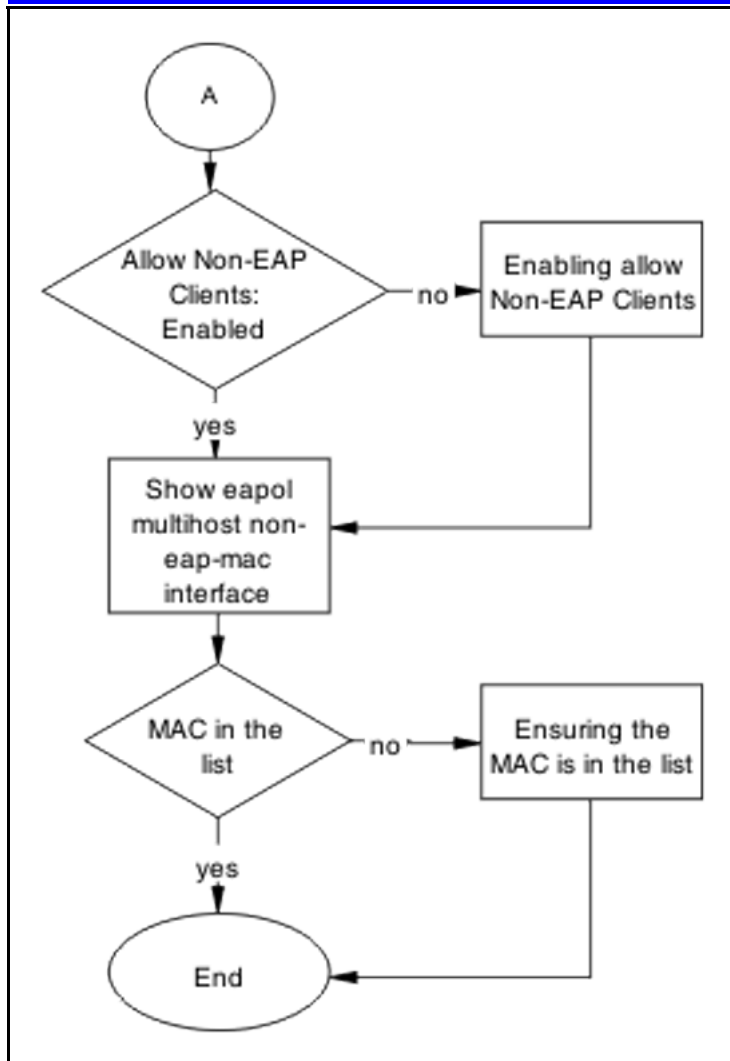 A
Allow Non-EAP
Clients:
Enabled
no
Enabling allow
Non-EAP Clients
yes
Show eapol
multihost non-
eap-mac
interface
MAC in the
list
no
Ensuring the
MAC is in the list
yes
End